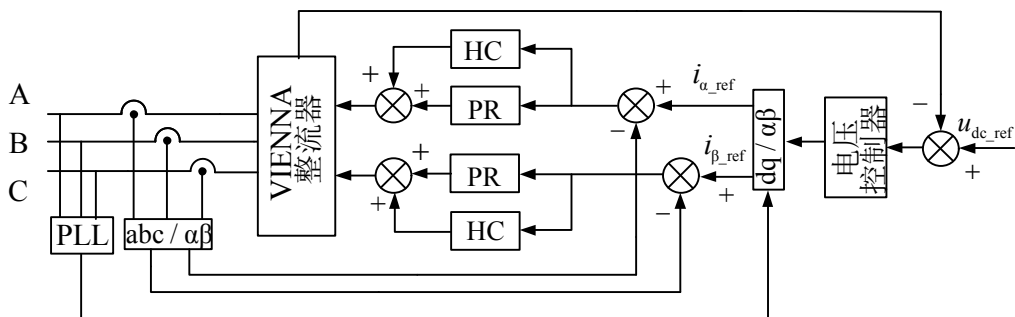 A
B
C
PLL
abc / αβ
VIENNA
整流器
+
+
HC
PR
+
+
PR
HC
+
−
i_α_ref
i_β_ref
+
−
dq / αβ
电压
控制器
−
u_dc_ref
+